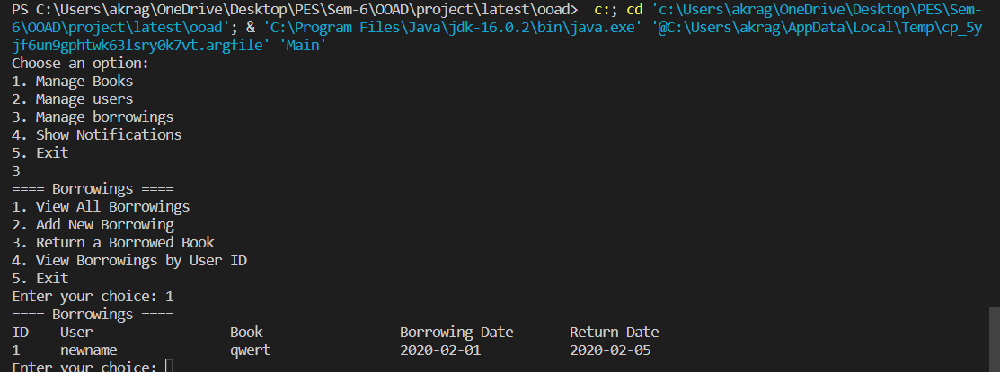 PS C:\Users\akrag\OneDrive\Desktop\PES\Sem-6\OOAD\project\latest\ooad>  c:; cd 'c:\Users\akrag\OneDrive\Desktop\PES\Sem-
6\OOAD\project\latest\ooad'; & 'C:\Program Files\Java\jdk-16.0.2\bin\java.exe' '@C:\Users\akrag\AppData\Local\Temp\cp_5y
jf6un9gphtwk63lsry0k7vt.argfile' 'Main'
Choose an option:
1. Manage Books
2. Manage users
3. Manage borrowings
4. Show Notifications
5. Exit
3
==== Borrowings ====
1. View All Borrowings
2. Add New Borrowing
3. Return a Borrowed Book
4. View Borrowings by User ID
5. Exit
Enter your choice: 1
==== Borrowings ====
ID    User                 Book                 Borrowing Date       Return Date
1     newname              qwert                2020-02-01           2020-02-05
Enter your choice: